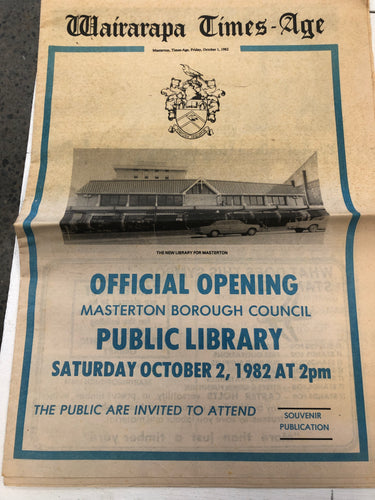 Wairarapa Times-Age
Masterton, Times-Age, Friday, October 1, 1982
THE NEW LIBRARY FOR MASTERTON
OFFICIAL OPENING
MASTERTON BOROUGH COUNCIL
PUBLIC LIBRARY
SATURDAY OCTOBER 2, 1982 AT 2pm
THE PUBLIC ARE INVITED TO ATTEND
SOUVENIR
PUBLICATION